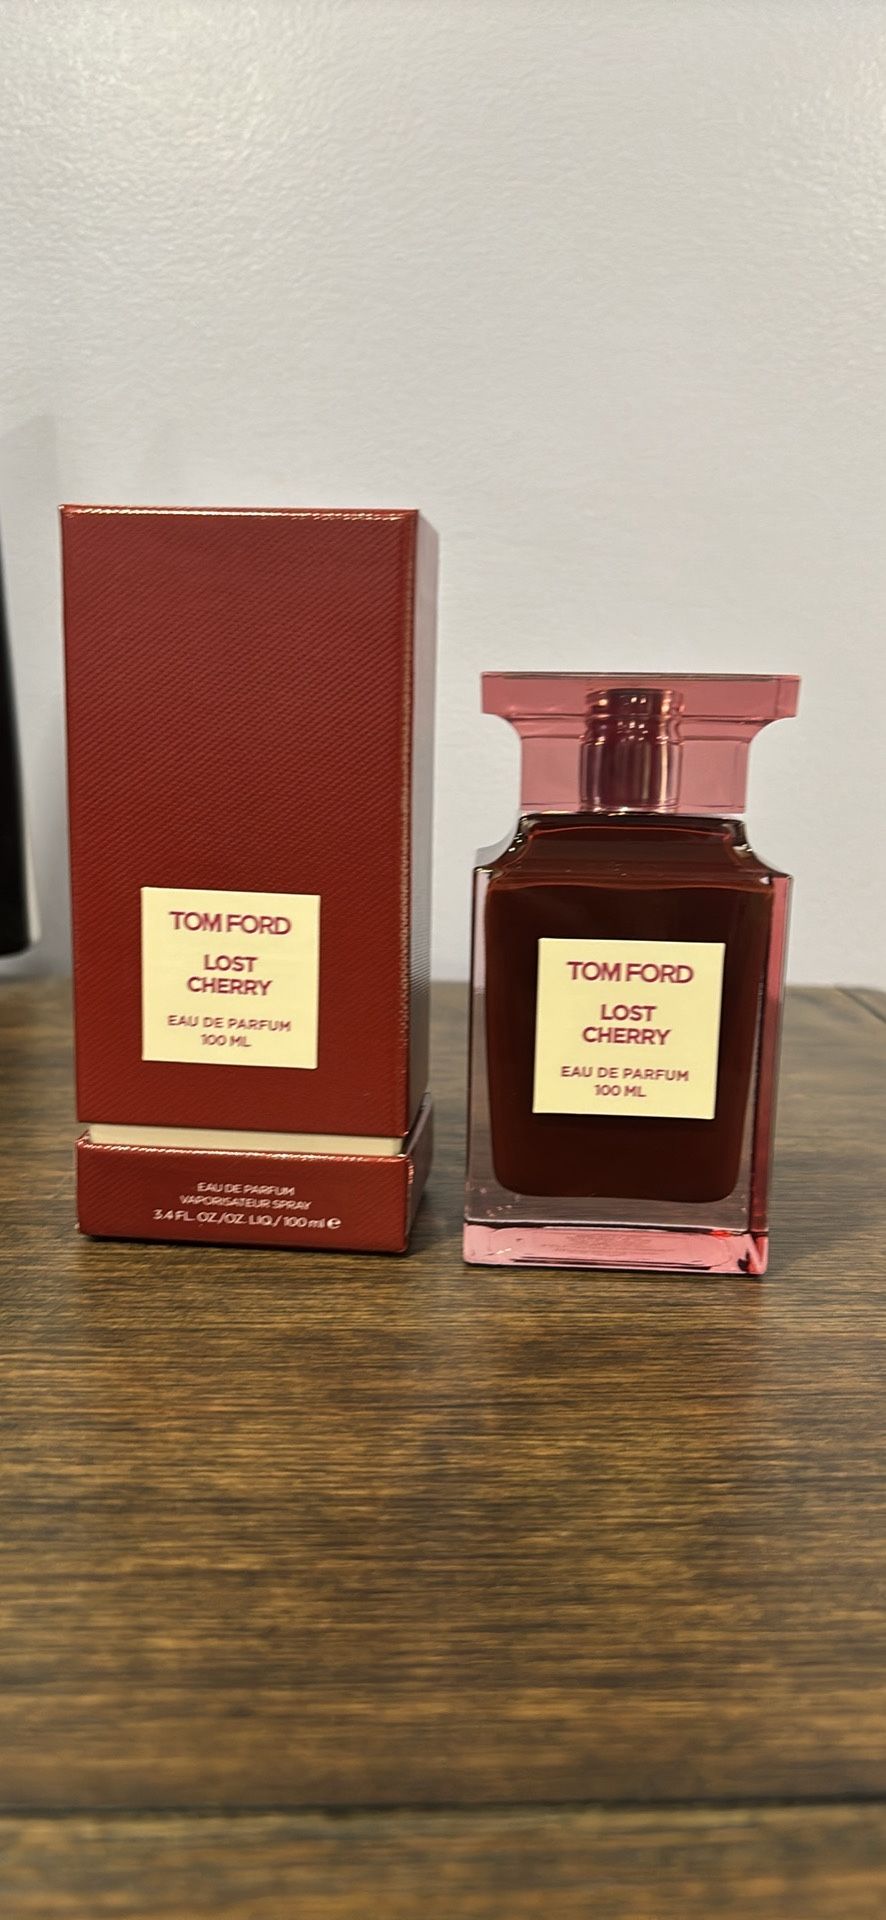 TOM FORD
LOST
CHERRY
EAU DE PARFUM
100 ML
EAU DE PARFUM
VAPORISATEUR SPRAY
3.4 FL. OZ./OZ. LIQ./ 100 ml ℮
TOM FORD
LOST
CHERRY
EAU DE PARFUM
100 ML